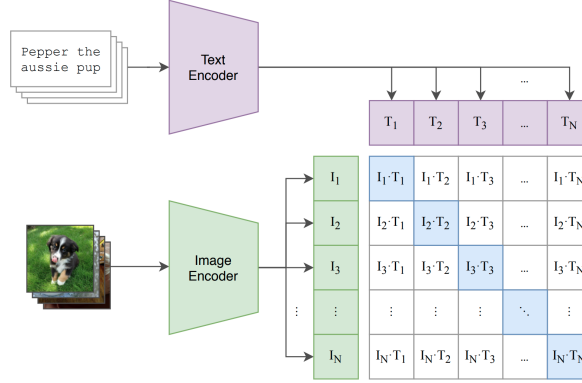 Pepper the
aussie pup
Text
Encoder
...
T1 T2 T3 ... TN
I1 I1·T1 I1·T2 I1·T3 ... I1·TN
I2 I2·T1 I2·T2 I2·T3 ... I2·TN
Image
Encoder
I3 I3·T1 I3·T2 I3·T3 ... I3·TN
⋮ ⋮ ⋮ ⋮ ⋮ ⋱ ⋮
IN IN·T1 IN·T2 IN·T3 ... IN·TN